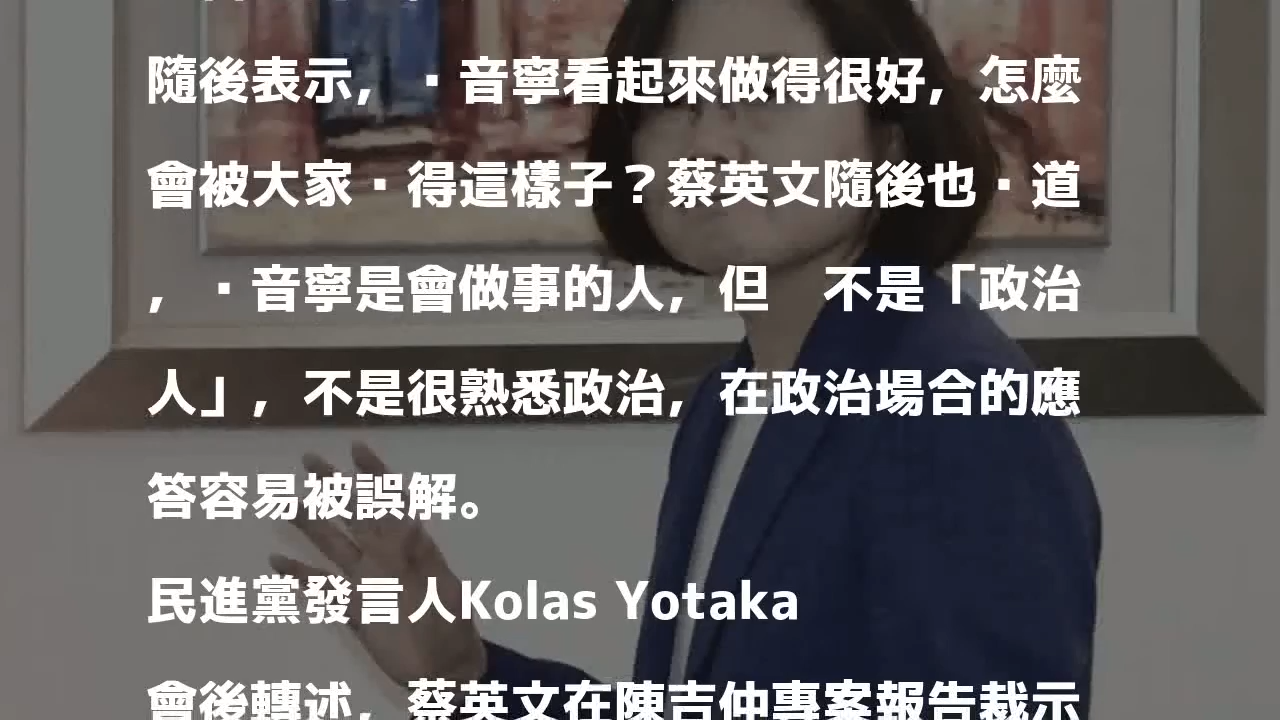 隨後表示，▪音寧看起來做得很好，怎麼
會被大家▪得這樣子？蔡英文隨後也▪道
，▪音寧是會做事的人，但　不是「政治
人」，不是很熟悉政治，在政治場合的應
答容易被誤解。
民進黨發言人Kolas Yotaka
會後轉述，蔡英文在陳吉仲專案報告裁示